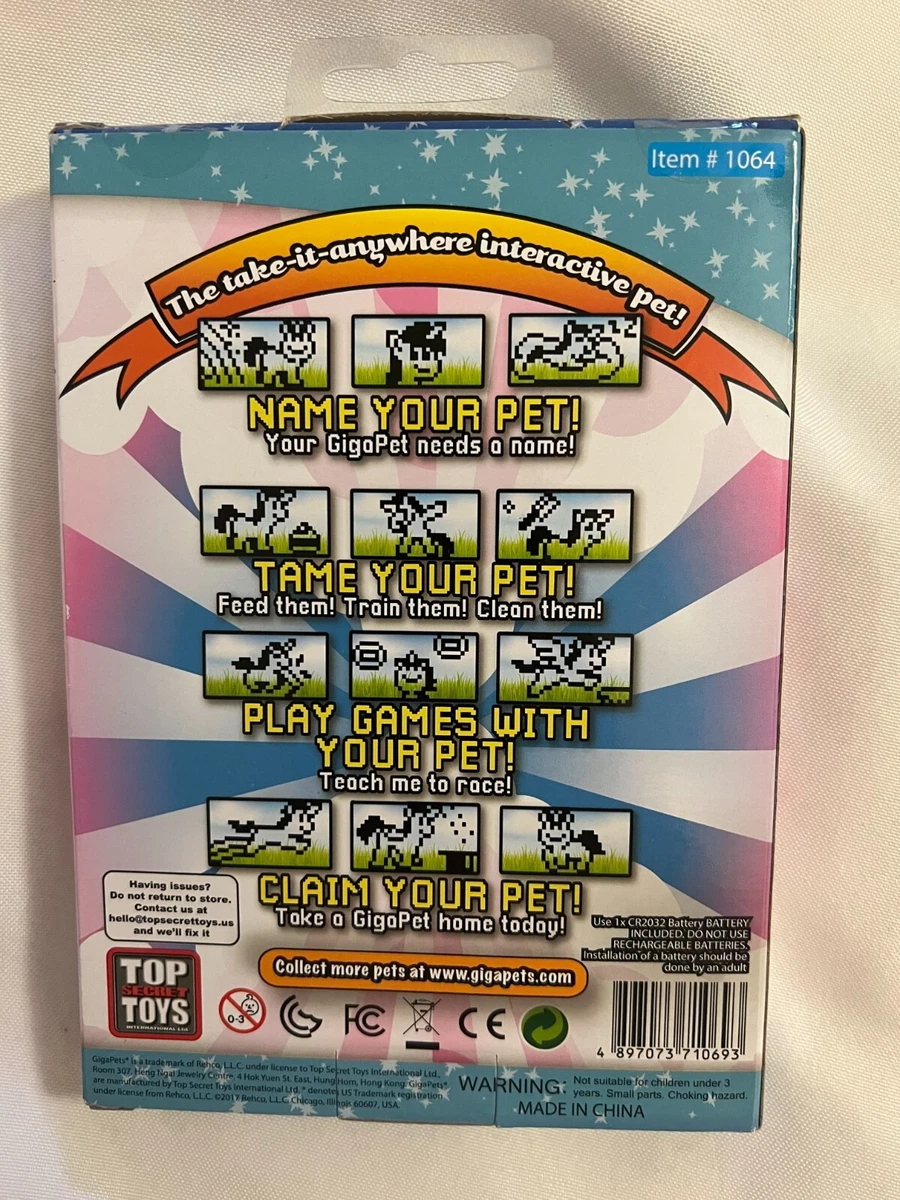 Item # 1064
The take-it-anywhere interactive pet!
NAME YOUR PET!
Your GigaPet needs a name!
TAME YOUR PET!
Feed them! Train them! Clean them!
PLAY GAMES WITH
YOUR PET!
Teach me to race!
CLAIM YOUR PET!
Take a GigaPet home today!
Having issues?
Do not return to store.
Contact us at
hello@topsecrettoys.us
and we'll fix it
Use 1x CR2032 Battery BATTERY
INCLUDED. DO NOT USE
RECHARGEABLE BATTERIES.
Installation of a battery should be
done by an adult
Collect more pets at www.gigapets.com
TOP
SECRET
TOYS
INTERNATIONAL Ltd
0-3
FC
CE
4 897073 710693
GigaPets® is a trademark of Rehco, L.L.C. under license to Top Secret Toys International Ltd.,
Room 307, Heng Ngai Jewelry Centre, 4 Hok Yuen St. East, Hung Hom, Hong Kong. GigaPets®
are manufactured by Top Secret Toys International Ltd. * denotes US Trademark registration
under license from Rehco, L.L.C. ©2017 Rehco, L.L.C. Chicago, Illinois 60607, USA.
WARNING: Not suitable for children under 3
years. Small parts. Choking hazard.
MADE IN CHINA